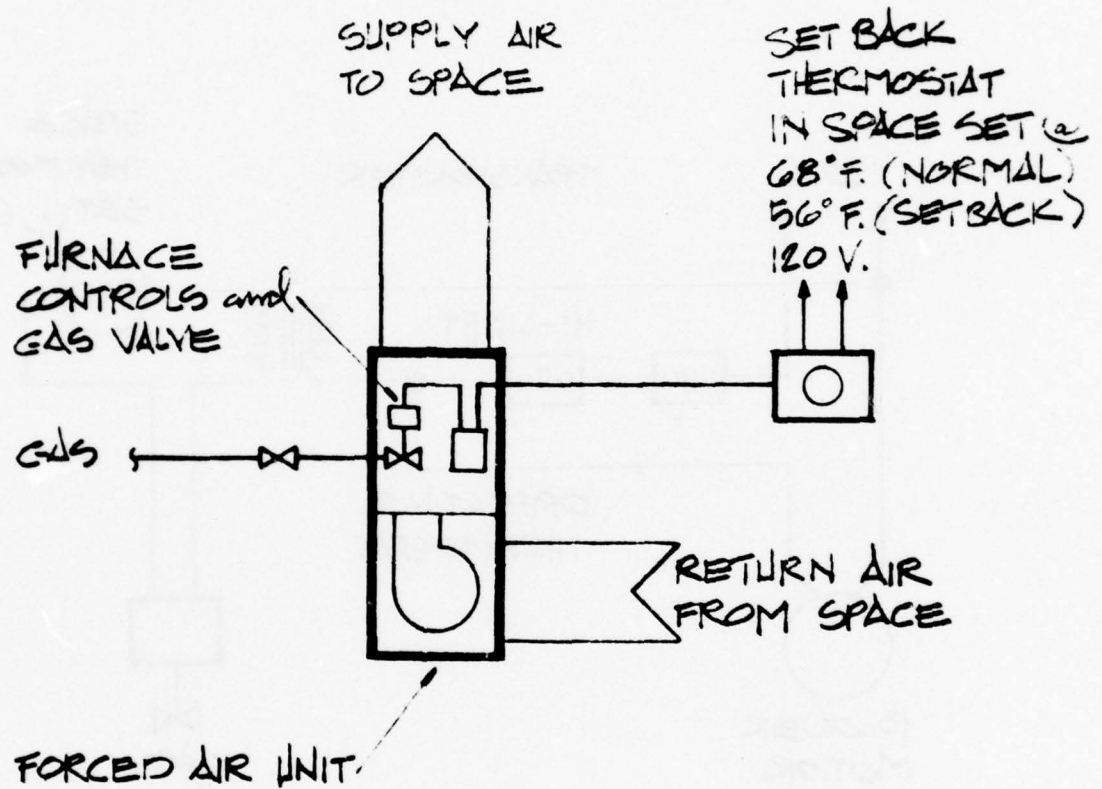 SUPPLY AIR
TO SPACE
SET BACK
THERMOSTAT
IN SPACE SET @
68°F. (NORMAL)
56°F. (SETBACK)
120 V.
FURNACE
CONTROLS and
GAS VALVE
GAS
RETURN AIR
FROM SPACE
FORCED AIR UNIT